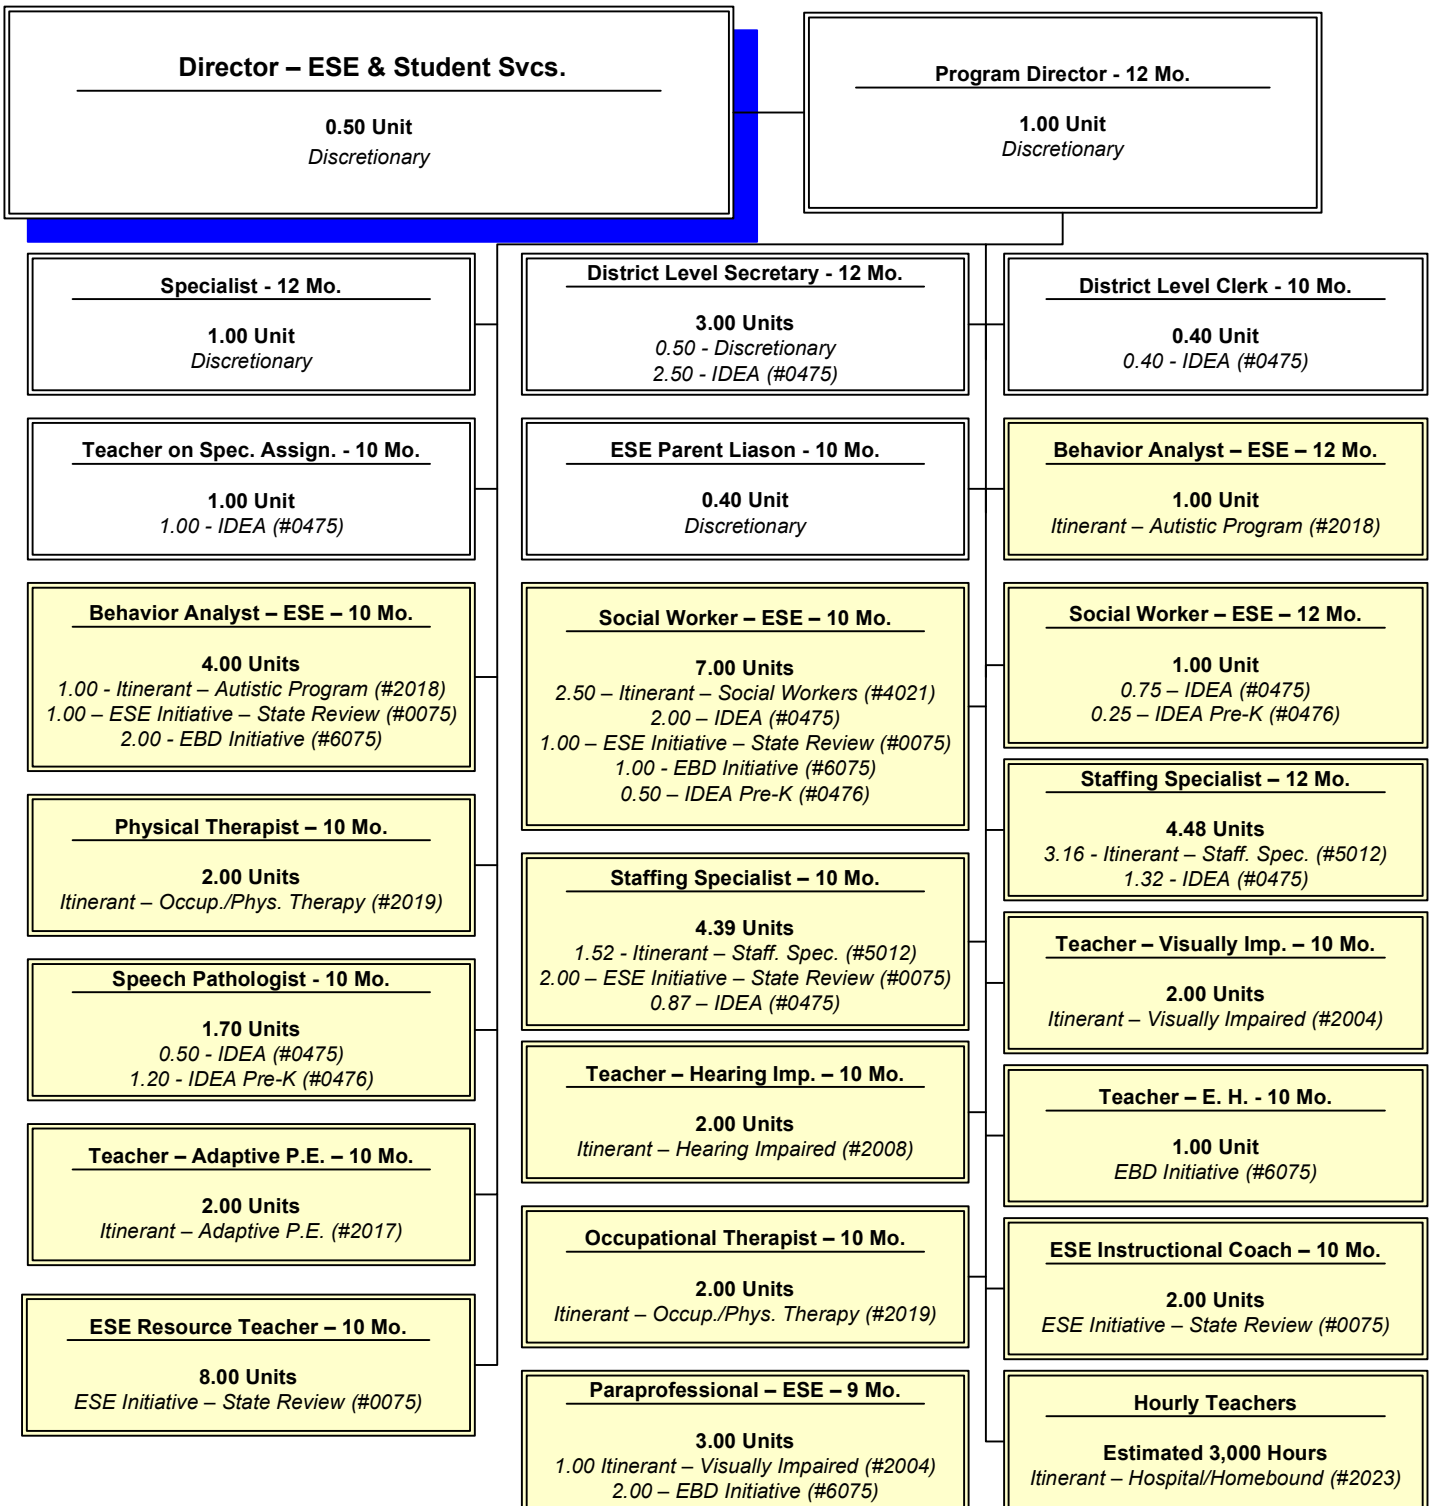 Director – ESE & Student Svcs.
0.50 Unit
Discretionary
Program Director - 12 Mo.
1.00 Unit
Discretionary
Specialist - 12 Mo.
1.00 Unit
Discretionary
District Level Secretary - 12 Mo.
3.00 Units
0.50 - Discretionary
2.50 - IDEA (#0475)
District Level Clerk - 10 Mo.
0.40 Unit
0.40 - IDEA (#0475)
Teacher on Spec. Assign. - 10 Mo.
1.00 Unit
1.00 - IDEA (#0475)
ESE Parent Liason - 10 Mo.
0.40 Unit
Discretionary
Behavior Analyst – ESE – 12 Mo.
1.00 Unit
Itinerant – Autistic Program (#2018)
Behavior Analyst – ESE – 10 Mo.
4.00 Units
1.00 - Itinerant – Autistic Program (#2018)
1.00 – ESE Initiative – State Review (#0075)
2.00 - EBD Initiative (#6075)
Social Worker – ESE - 10 Mo.
7.00 Units
2.50 – Itinerant – Social Workers (#4021)
2.00 – IDEA (#0475)
1.00 – ESE Initiative – State Review (#0075)
1.00 - EBD Initiative (#6075)
0.50 – IDEA Pre-K (#0476)
Social Worker – ESE – 12 Mo.
1.00 Unit
0.75 – IDEA (#0475)
0.25 – IDEA Pre-K (#0476)
Staffing Specialist – 12 Mo.
4.48 Units
3.16 - Itinerant – Staff. Spec. (#5012)
1.32 - IDEA (#0475)
Physical Therapist – 10 Mo.
2.00 Units
Itinerant – Occup./Phys. Therapy (#2019)
Staffing Specialist – 10 Mo.
4.39 Units
1.52 - Itinerant – Staff. Spec. (#5012)
2.00 – ESE Initiative – State Review (#0075)
0.87 – IDEA (#0475)
Teacher – Visually Imp. – 10 Mo.
2.00 Units
Itinerant – Visually Impaired (#2004)
Speech Pathologist - 10 Mo.
1.70 Units
0.50 - IDEA (#0475)
1.20 - IDEA Pre-K (#0476)
Teacher – Hearing Imp. – 10 Mo.
2.00 Units
Itinerant – Hearing Impaired (#2008)
Teacher – E. H. - 10 Mo.
1.00 Unit
EBD Initiative (#6075)
Teacher – Adaptive P.E. – 10 Mo.
2.00 Units
Itinerant – Adaptive P.E. (#2017)
Occupational Therapist – 10 Mo.
2.00 Units
Itinerant – Occup./Phys. Therapy (#2019)
ESE Instructional Coach – 10 Mo.
2.00 Units
ESE Initiative – State Review (#0075)
ESE Resource Teacher – 10 Mo.
8.00 Units
ESE Initiative – State Review (#0075)
Paraprofessional – ESE – 9 Mo.
3.00 Units
1.00 Itinerant – Visually Impaired (#2004)
2.00 – EBD Initiative (#6075)
Hourly Teachers
Estimated 3,000 Hours
Itinerant – Hospital/Homebound (#2023)